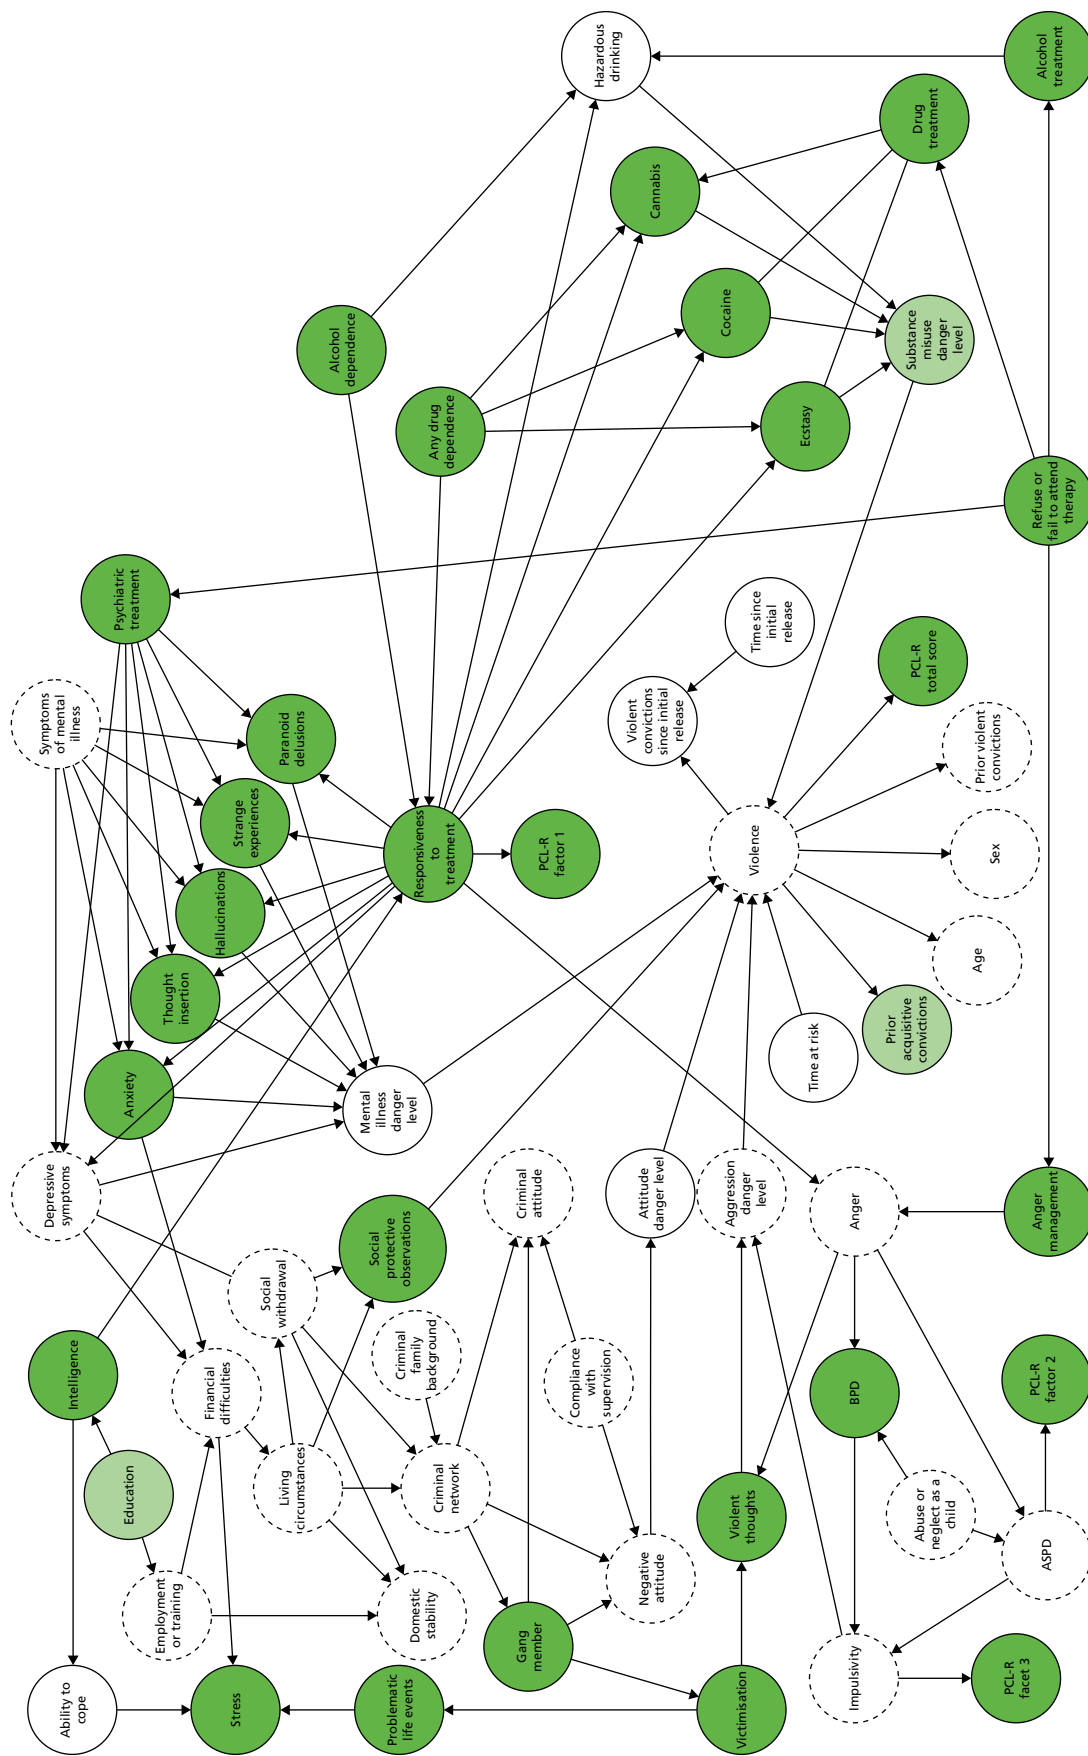 Ability to
cope
Intelligence
Depressive
symptoms
Symptoms
of mental
illness
Employment
or training
Education
Anxiety
Psychiatric
treatment
Thought
insertion
Hallucinations
Stress
Financial
difficulties
Strange
experiences
Social
withdrawal
Paranoid
delusions
Living
circumstances
Mental
illness
danger
level
Alcohol
dependence
Problematic
life events
Domestic
stability
Criminal
family
background
Social
protective
observations
Criminal
network
Responsiveness
to
treatment
Any drug
dependence
Gang
member
Criminal
attitude
PCL-R
factor 1
Compliance
with
supervision
Hazardous
drinking
Negative
attitude
Attitude
danger level
Violent
convictions
since initial
release
Cannabis
Victimisation
Violent
thoughts
Aggression
danger
level
Violence
Time since
initial
release
Cocaine
Time at risk
Ecstasy
Impulsivity
BPD
Anger
Prior
acquisitive
convictions
PCL-R
total score
Substance
misuse
danger
level
Drug
treatment
Abuse or
neglect as a
child
Age
Sex
Prior violent
convictions
PCL-R
facet 3
ASPD
PCL-R
factor 2
Anger
management
Refuse or
fail to attend
therapy
Alcohol
treatment